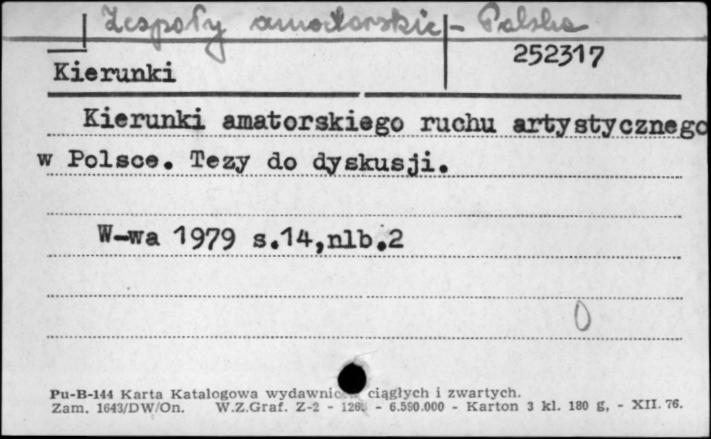 Zespoły amatorskie - Polska
252317
Kierunki
Kierunki amatorskiego ruchu artystycznego
w Polsce. Tezy do dyskusji.
W-wa 1979 s.14,nlb.2
0
Pu-B-144 Karta Katalogowa ciągłych i zwartych.
Zam. 1643/DW/On. W.Z.Graf. Z-2 - - 6.590.000 - Karton 3 kl. 180 g, - XII. 76.